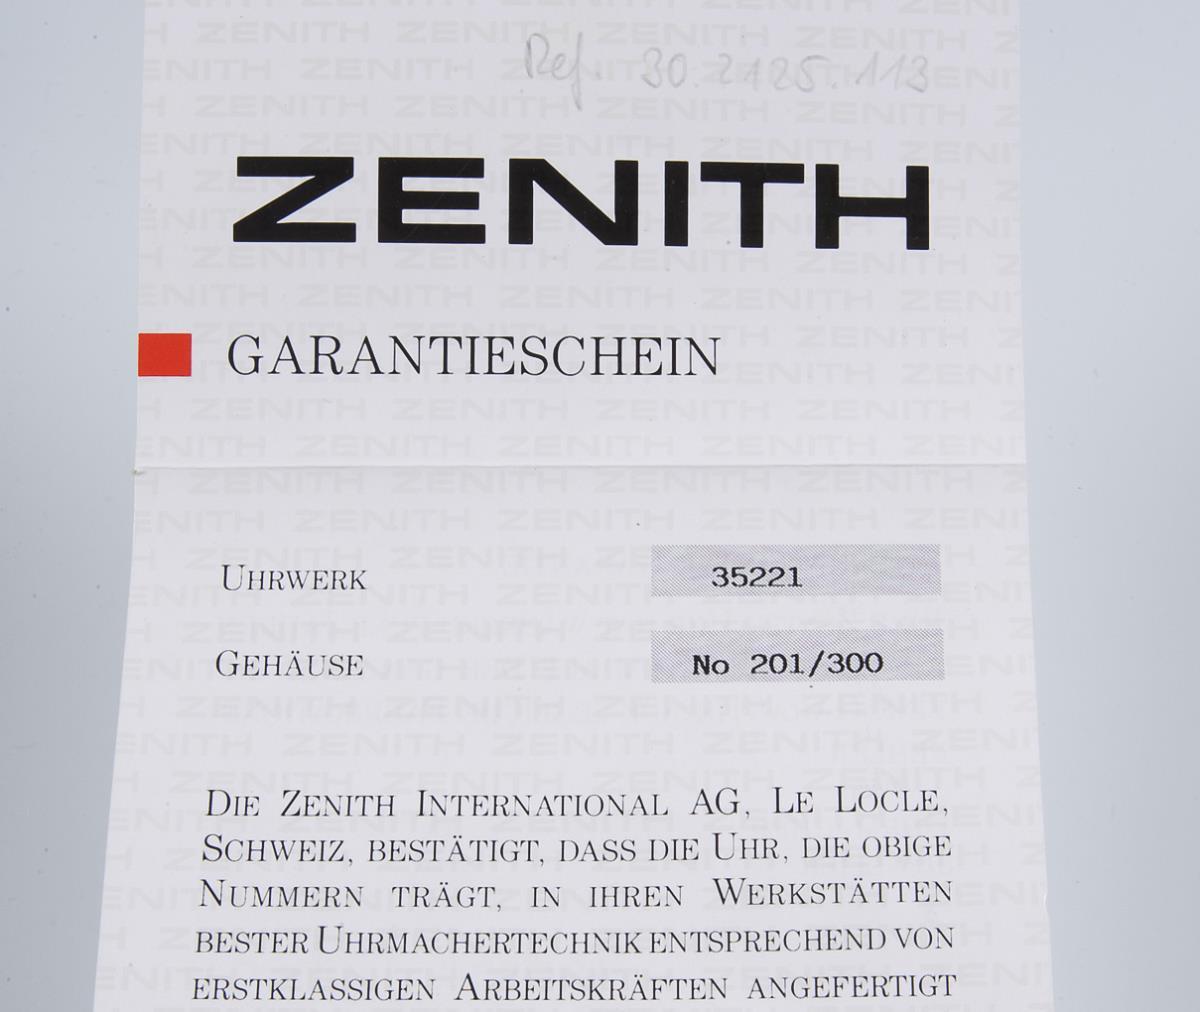 Ref. 30.2125.113
ZENITH
GARANTIESCHEIN
UHRWERK 35221
GEHÄUSE No 201/300
DIE ZENITH INTERNATIONAL AG, LE LOCLE,
SCHWEIZ, BESTÄTIGT, DASS DIE UHR, DIE OBIGE
NUMMERN TRÄGT, IN IHREN WERKSTÄTTEN
BESTER UHRMACHERTECHNIK ENTSPRECHEND VON
ERSTKLASSIGEN ARBEITSKRÄFTEN ANGEFERTIGT